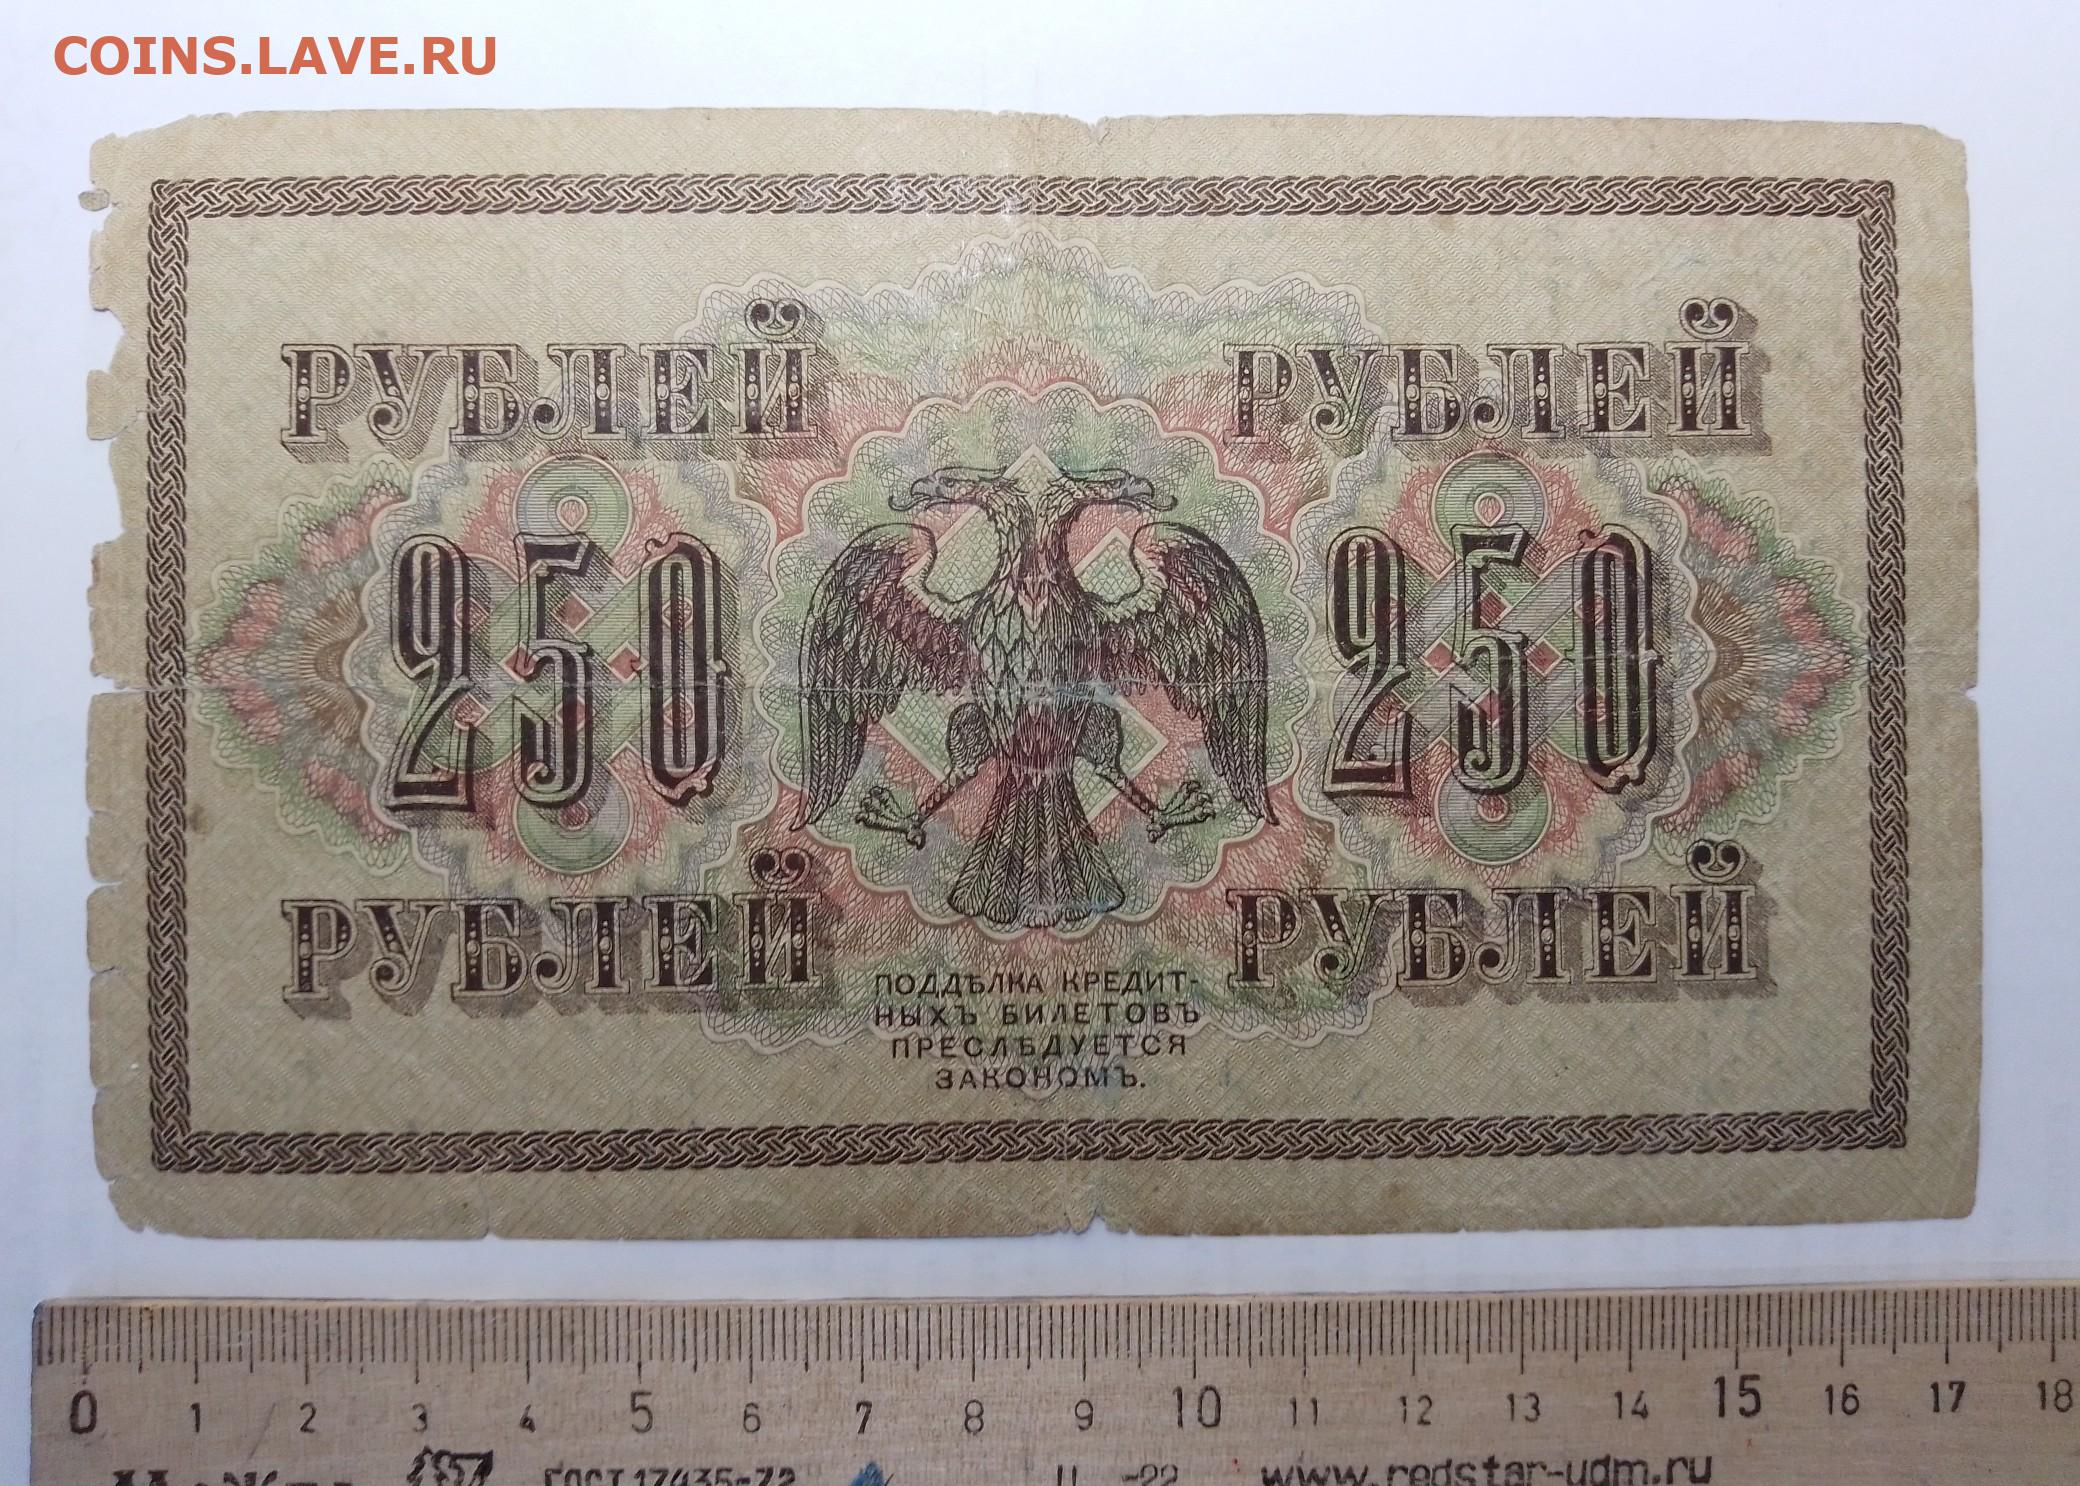 COINS.LAVE.RU
РУБЛЕЙ РУБЛЕЙ
250 250
РУБЛЕЙ РУБЛЕЙ
ПОДДѢЛКА КРЕДИТ-
НЫХЪ БИЛЕТОВЪ
ПРЕСЛѢДУЕТСЯ
ЗАКОНОМЪ.
0 1 2 3 4 5 6 7 8 9 10 11 12 13 14 15 16 17 18
ГОСТ 17435-72 www.redstar-udm.ru